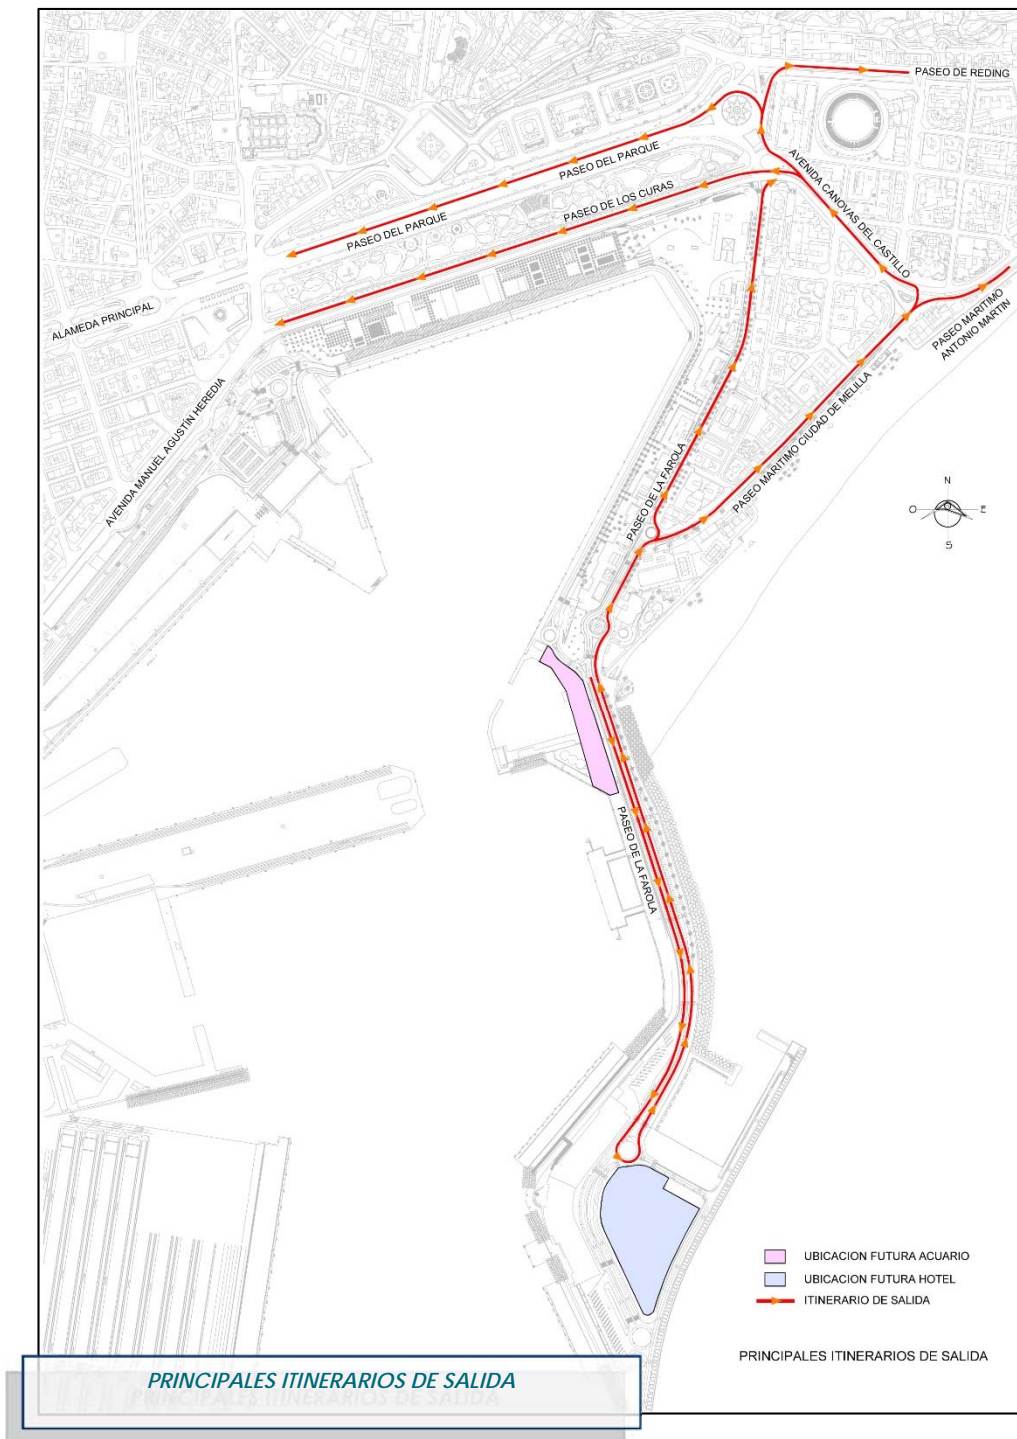 PASEO DE REDING
AVENIDA CANOVAS DEL CASTILLO
PASEO DEL PARQUE
PASEO DE LOS CURAS
PASEO DEL PARQUE
ALAMEDA PRINCIPAL
PASEO MARITIMO
ANTONIO MARTIN
AVENIDA MANUEL AGUSTÍN HEREDIA
PASEO MARITIMO CIUDAD DE MELILLA
PASEO DE LA FAROLA
N
O
E
S
PASEO DE LA FAROLA
UBICACION FUTURA ACUARIO
UBICACION FUTURA HOTEL
ITINERARIO DE SALIDA
PRINCIPALES ITINERARIOS DE SALIDA
PRINCIPALES ITINERARIOS DE SALIDA